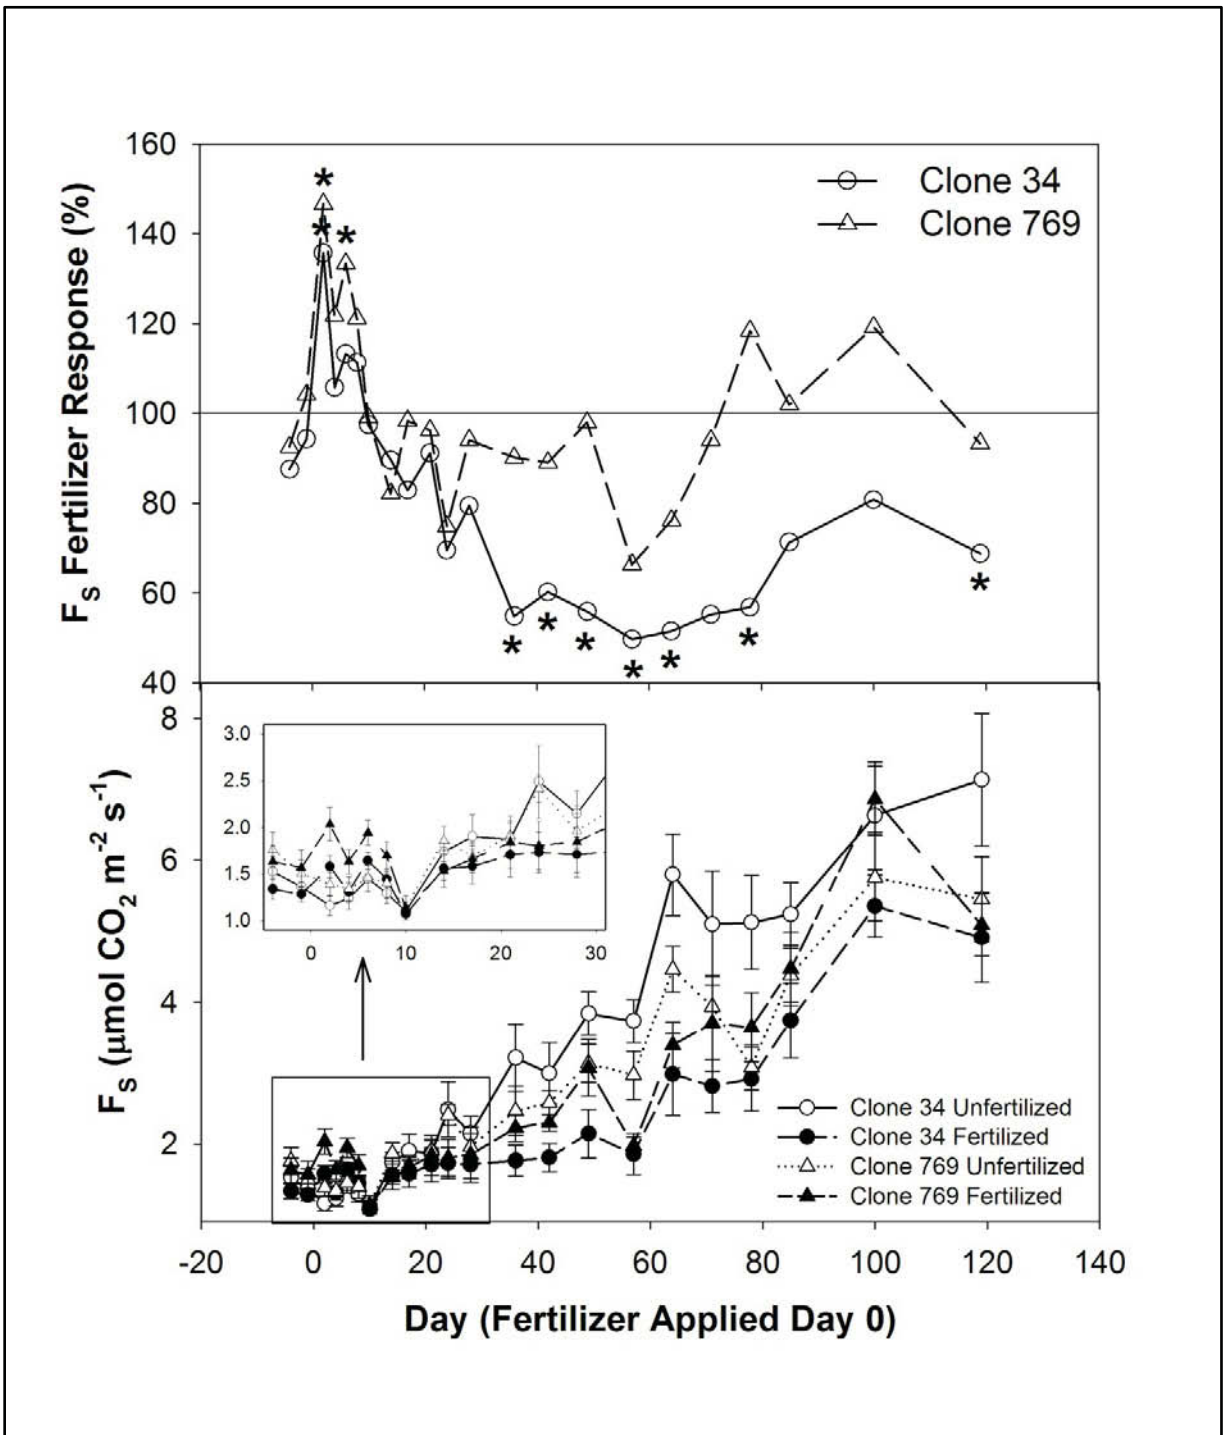 160
140
120
100
80
60
40
F_S Fertilizer Response (%)
Clone 34
Clone 769
*
*
*
*
*
*
*
*
*
*
8
6
4
2
F_S (μmol CO₂ m⁻² s⁻¹)
3.0
2.5
2.0
1.5
1.0
0 10 20 30
Clone 34 Unfertilized
Clone 34 Fertilized
Clone 769 Unfertilized
Clone 769 Fertilized
-20 0 20 40 60 80 100 120 140
Day (Fertilizer Applied Day 0)